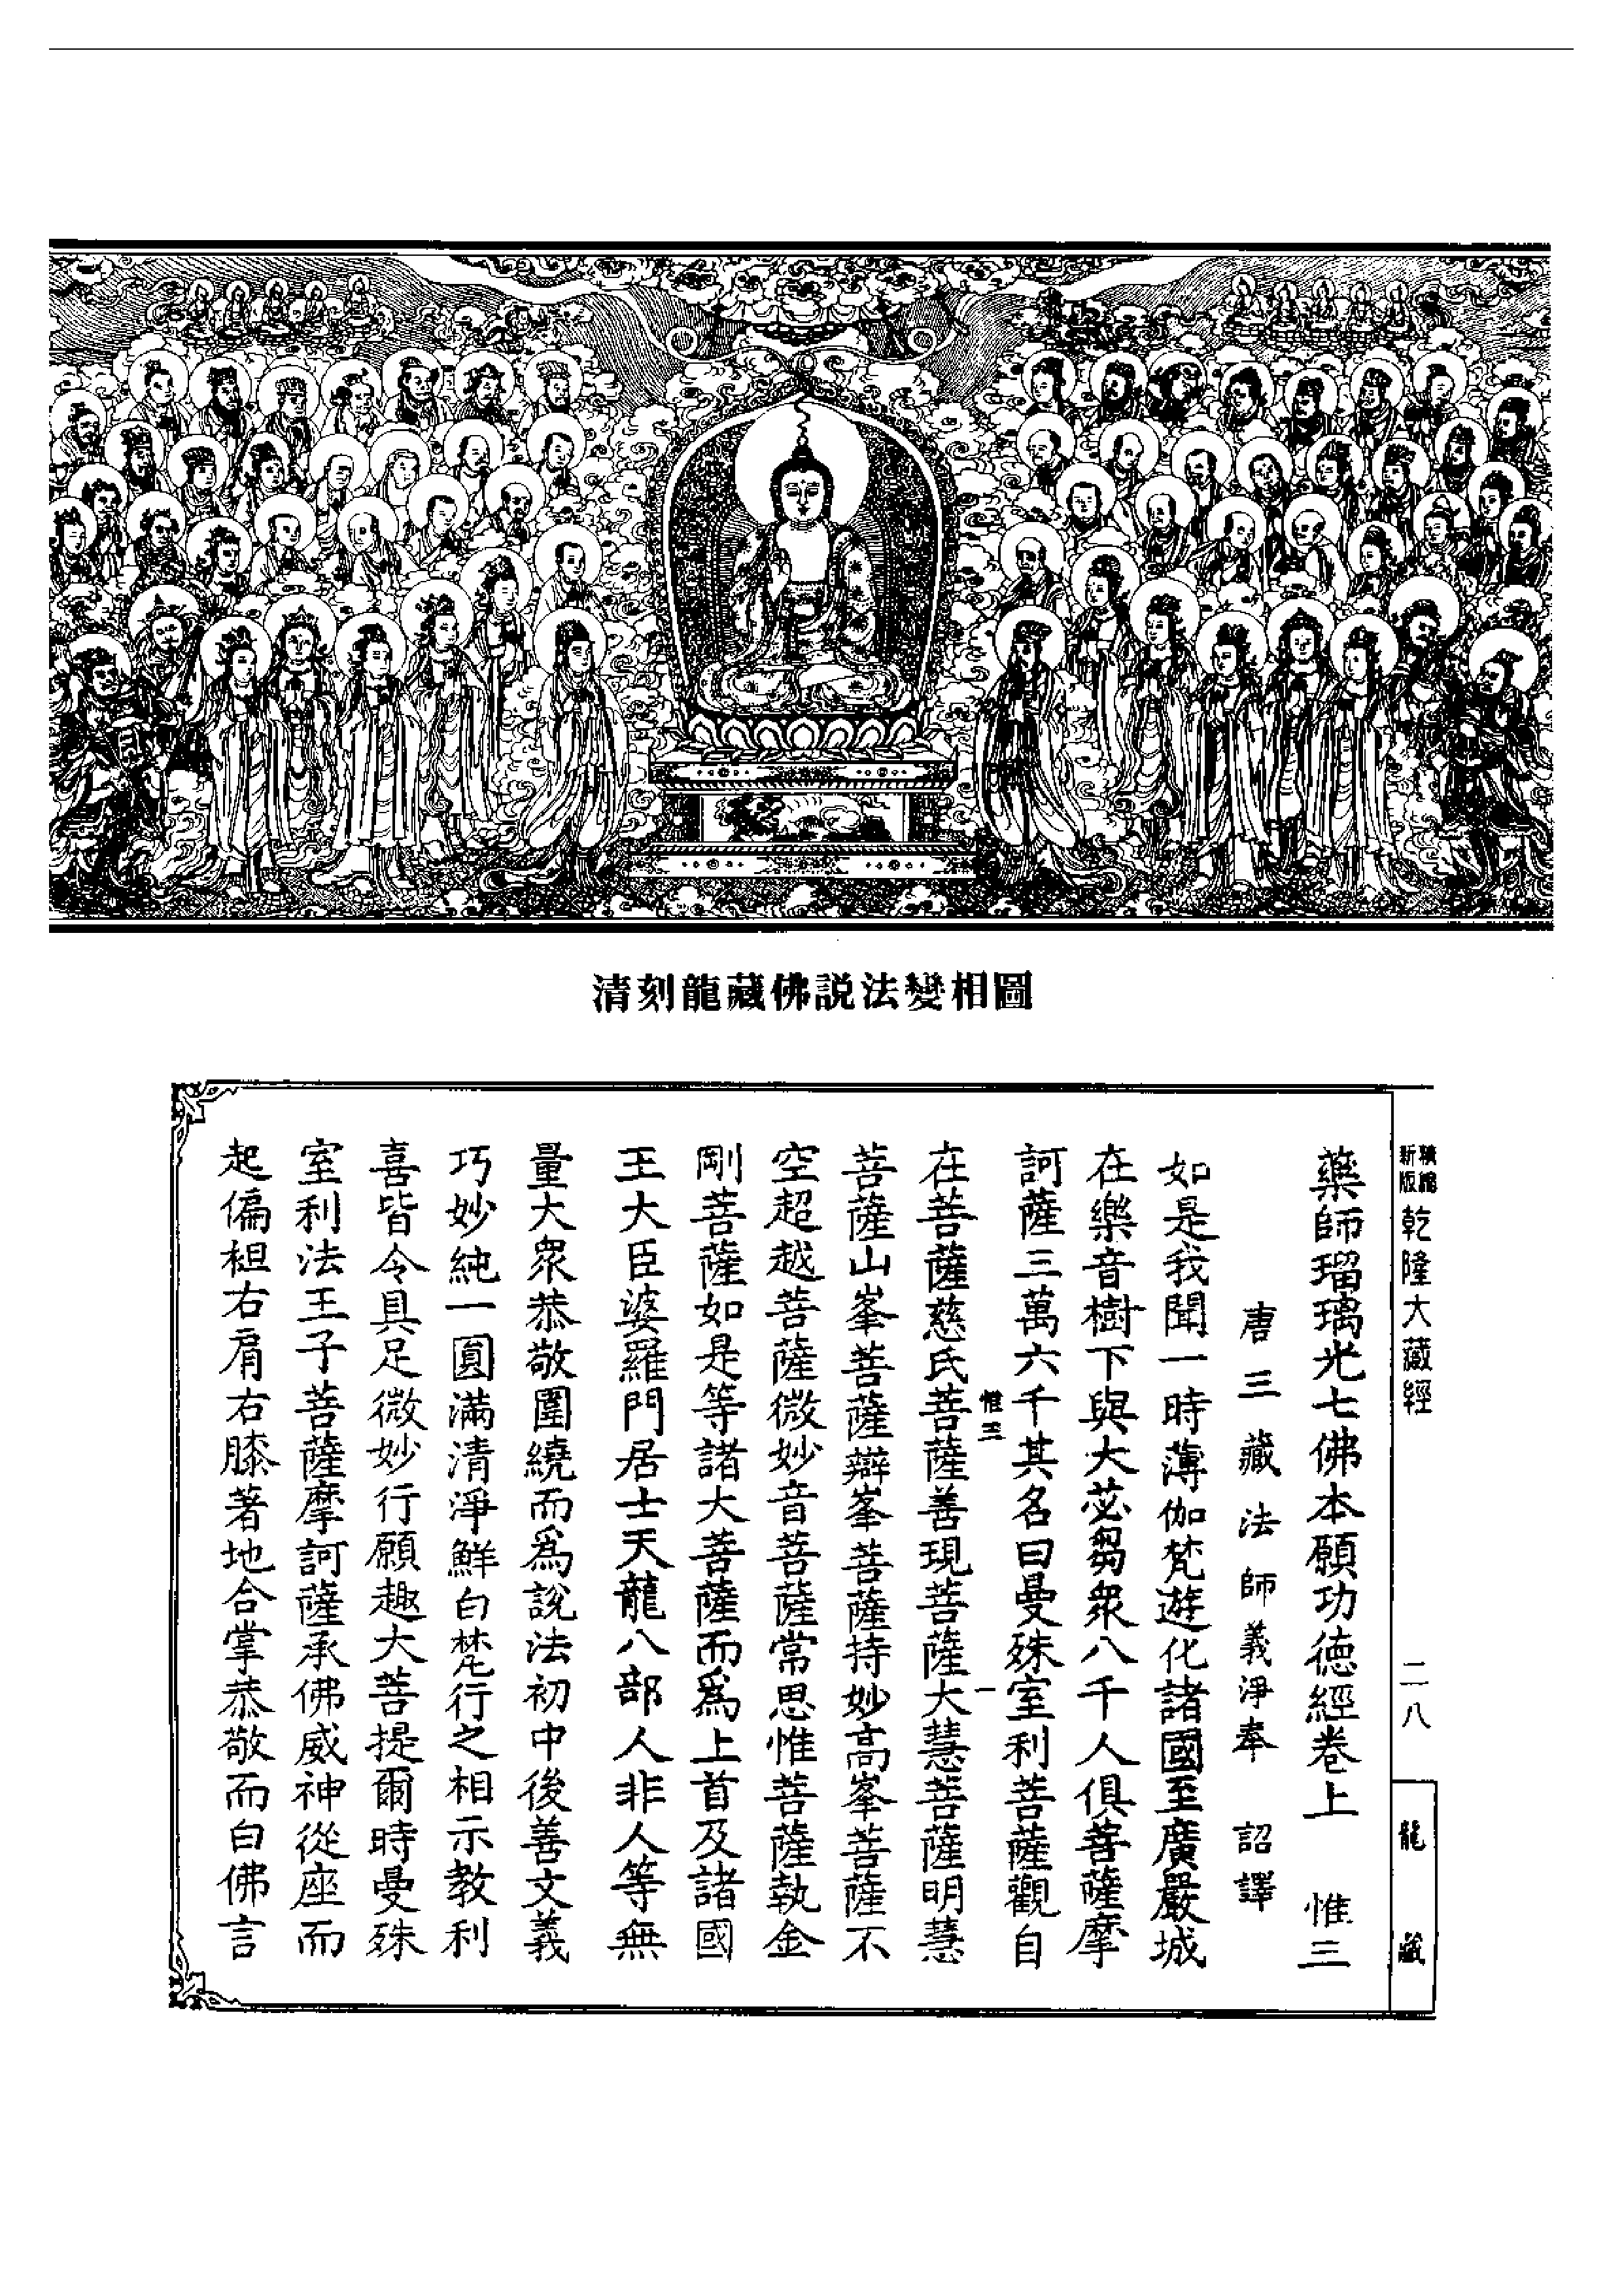 清刻龍藏佛説法變相圖
精縮
新版
乾隆大藏經
二八
龍藏
藥師瑠璃光七佛本願功德經卷上 惟三
唐三藏法師義淨奉 詔譯
如是我聞一時薄伽梵遊化諸國至廣嚴城
在樂音樹下與大苾芻衆八千人俱菩薩摩
訶薩三萬六千其名曰曼殊室利菩薩觀自
惟三 一
在菩薩慈氏菩薩善現菩薩大慧菩薩明慧
菩薩山峯菩薩辯峯菩薩持妙高峯菩薩不
空超越菩薩微妙音菩薩常思惟菩薩執金
剛菩薩如是等諸大菩薩而爲上首及諸國
王大臣婆羅門居士天龍八部人非人等無
量大衆恭敬圍繞而爲說法初中後善文義
巧妙純一圓滿清淨鮮白梵行之相示教利
喜皆令具足微妙行願趣大菩提爾時曼殊
室利法王子菩薩摩訶薩承佛威神從座而
起偏袒右肩右膝著地合掌恭敬而白佛言